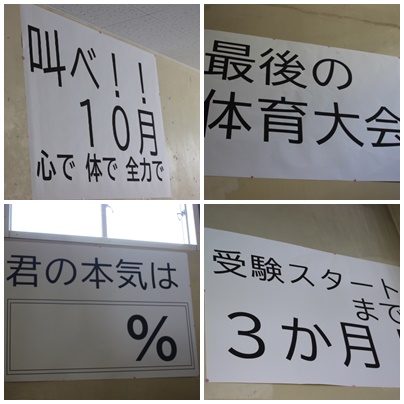 叫べ！！
１０月
心で 体で 全力で
最後の
体育大会
君の本気は
％
受験スタート
まで
３か月！